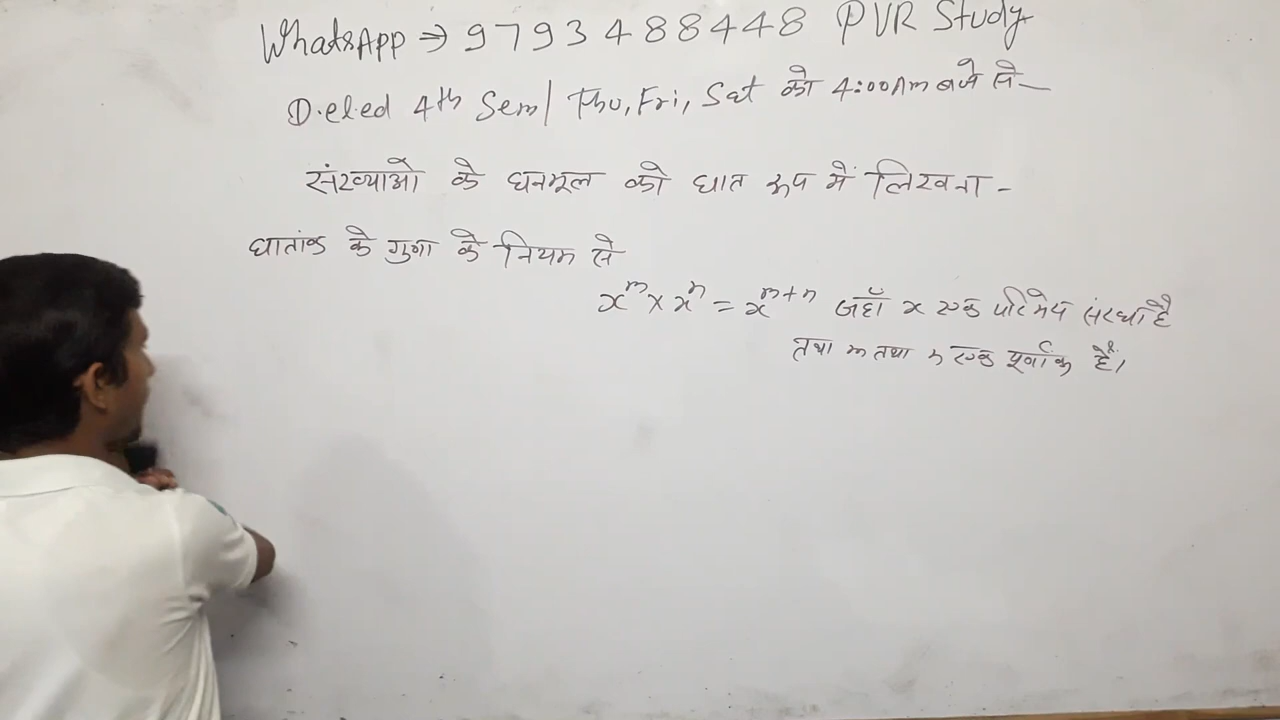 WhatsApp ⇒ 9793488448 PVR Study
D.el.ed 4th Sem/ Thu, Fri, Sat को 4:00Am बजे से—
संख्याओ के घनमूल को घात रूप में लिखना -
घातांक के गुणा के नियम से
x^m × x^n = x^m+n जहाँ x एक परिमेय संख्या है
तथा m तथा n एक पूर्णांक हैं।